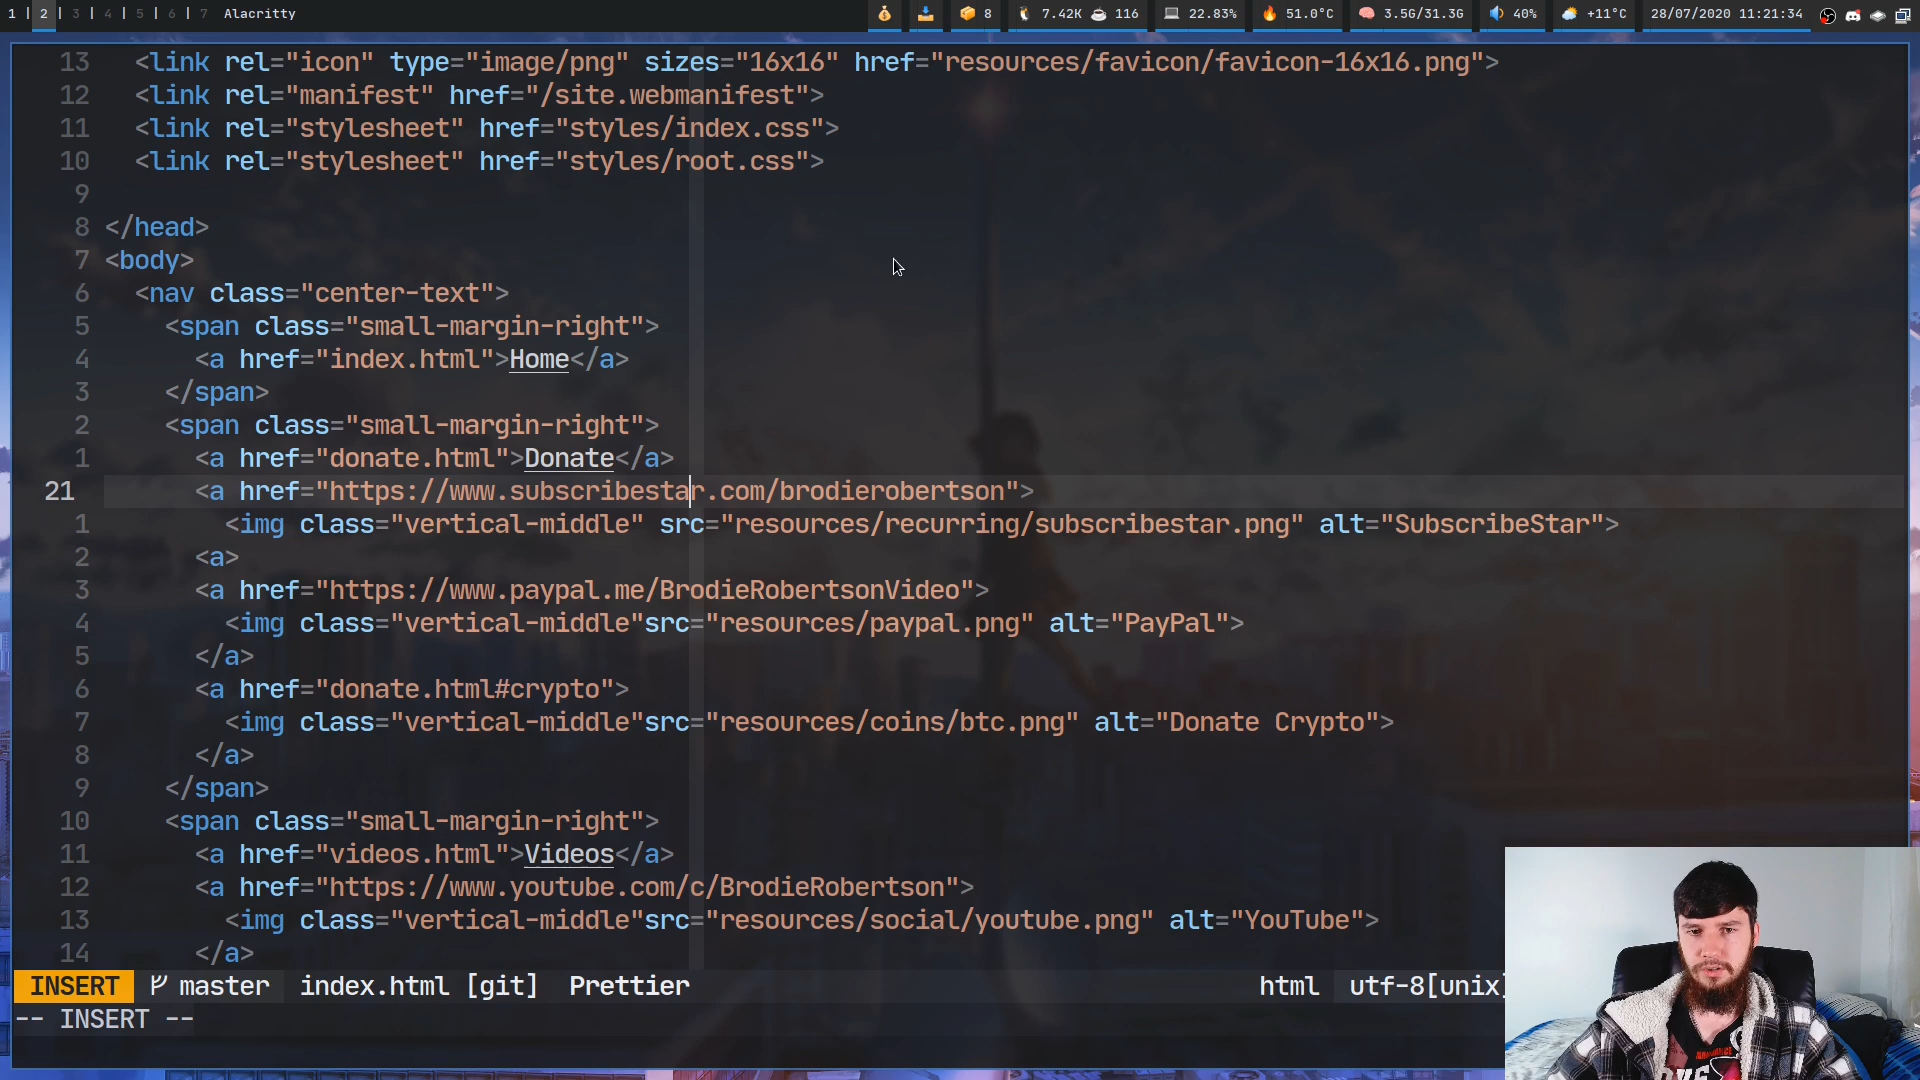 1 | 2 | 3 | 4 | 5 | 6 | 7 Alacritty 8 7.42K 116 22.83% 51.0°C 3.5G/31.3G 40% +11°C 28/07/2020 11:21:34
13 <link rel="icon" type="image/png" sizes="16x16" href="resources/favicon/favicon-16x16.png">
12 <link rel="manifest" href="/site.webmanifest">
11 <link rel="stylesheet" href="styles/index.css">
10 <link rel="stylesheet" href="styles/root.css">
9
8 </head>
7 <body>
6 <nav class="center-text">
5 <span class="small-margin-right">
4 <a href="index.html">Home</a>
3 </span>
2 <span class="small-margin-right">
1 <a href="donate.html">Donate</a>
21 <a href="https://www.subscribestar.com/brodierobertson">
1 <img class="vertical-middle" src="resources/recurring/subscribestar.png" alt="SubscribeStar">
2 <a>
3 <a href="https://www.paypal.me/BrodieRobertsonVideo">
4 <img class="vertical-middle"src="resources/paypal.png" alt="PayPal">
5 </a>
6 <a href="donate.html#crypto">
7 <img class="vertical-middle"src="resources/coins/btc.png" alt="Donate Crypto">
8 </a>
9 </span>
10 <span class="small-margin-right">
11 <a href="videos.html">Videos</a>
12 <a href="https://www.youtube.com/c/BrodieRobertson">
13 <img class="vertical-middle"src="resources/social/youtube.png" alt="YouTube">
14 </a>
INSERT master index.html [git] Prettier html utf-8[unix]
-- INSERT --